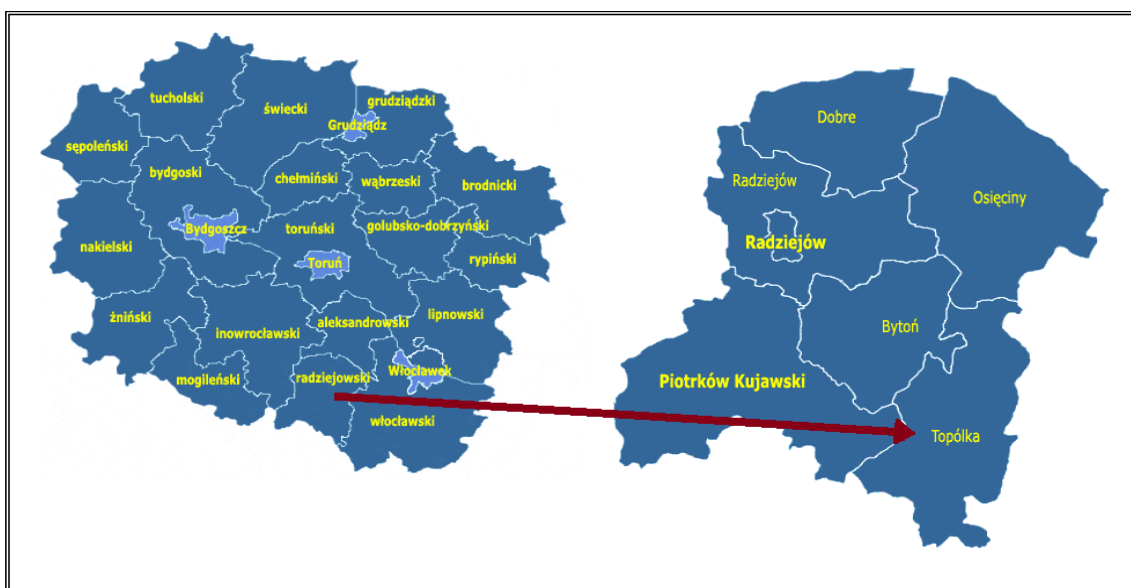 tucholski
świecki
grudziądzki
Grudziądz
sępoleński
bydgoski
chełmiński
wąbrzeski
brodnicki
Bydgoszcz
toruński
golubsko-dobrzyński
nakielski
Toruń
rypiński
żniński
inowrocławski
aleksandrowski
lipnowski
mogileński
radziejowski
Włocławek
włocławski
Dobre
Radziejów
Osięciny
Radziejów
Bytoń
Piotrków Kujawski
Topólka